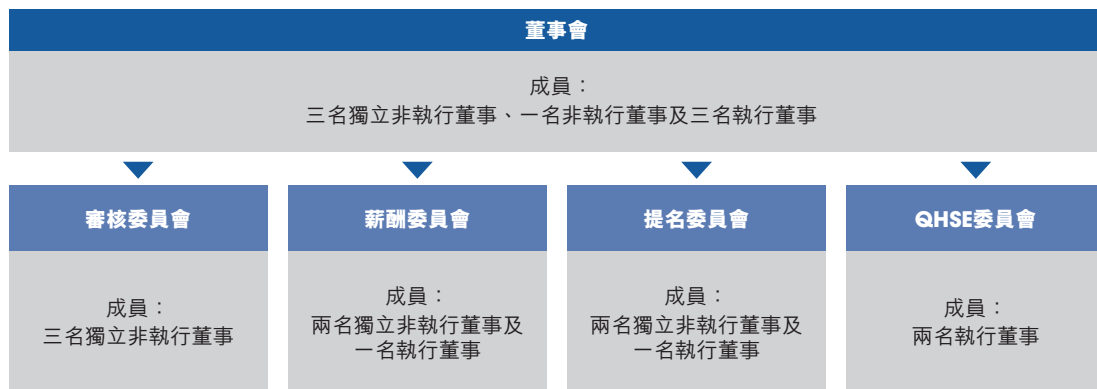 董事會
成員：
三名獨立非執行董事、一名非執行董事及三名執行董事
審核委員會
成員：
三名獨立非執行董事
薪酬委員會
成員：
兩名獨立非執行董事及
一名執行董事
提名委員會
成員：
兩名獨立非執行董事及
一名執行董事
QHSE委員會
成員：
兩名執行董事